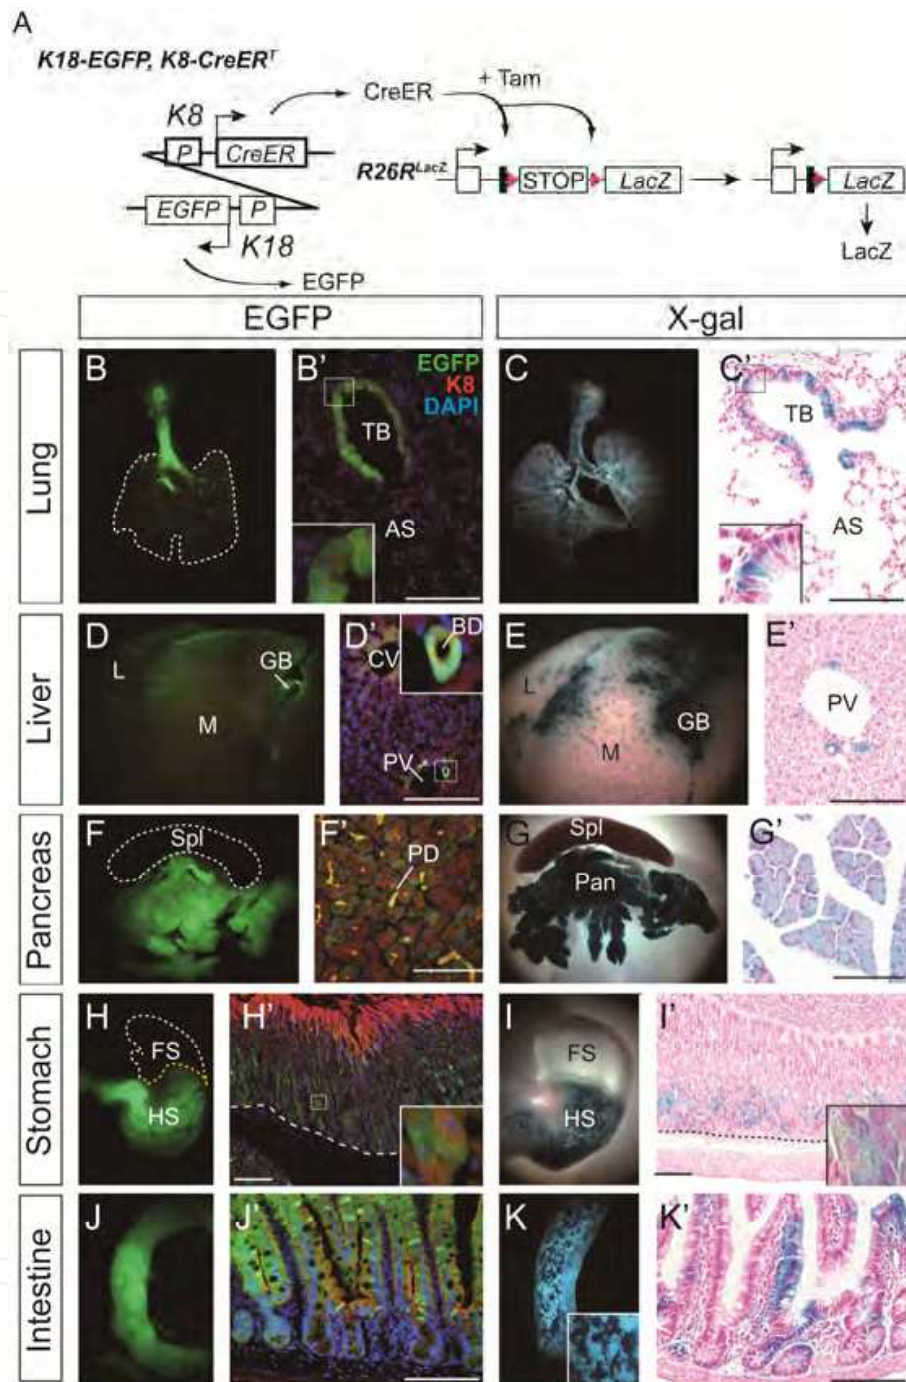 A
K18-EGFP, K8-CreERᵀ
+ Tam
CreER
K8
P
CreER
R26R^LacZ
STOP
LacZ
LacZ
EGFP
P
K18
LacZ
EGFP
EGFP
X-gal
Lung
B
B'
EGFP
K8
DAPI
TB
AS
C
C'
TB
AS
Liver
D
L
GB
M
D'
CV
BD
PV
E
L
GB
M
E'
PV
Pancreas
F
Spl
F'
PD
G
Spl
Pan
G'
Stomach
H
FS
HS
H'
I
FS
HS
I'
Intestine
J
J'
K
K'